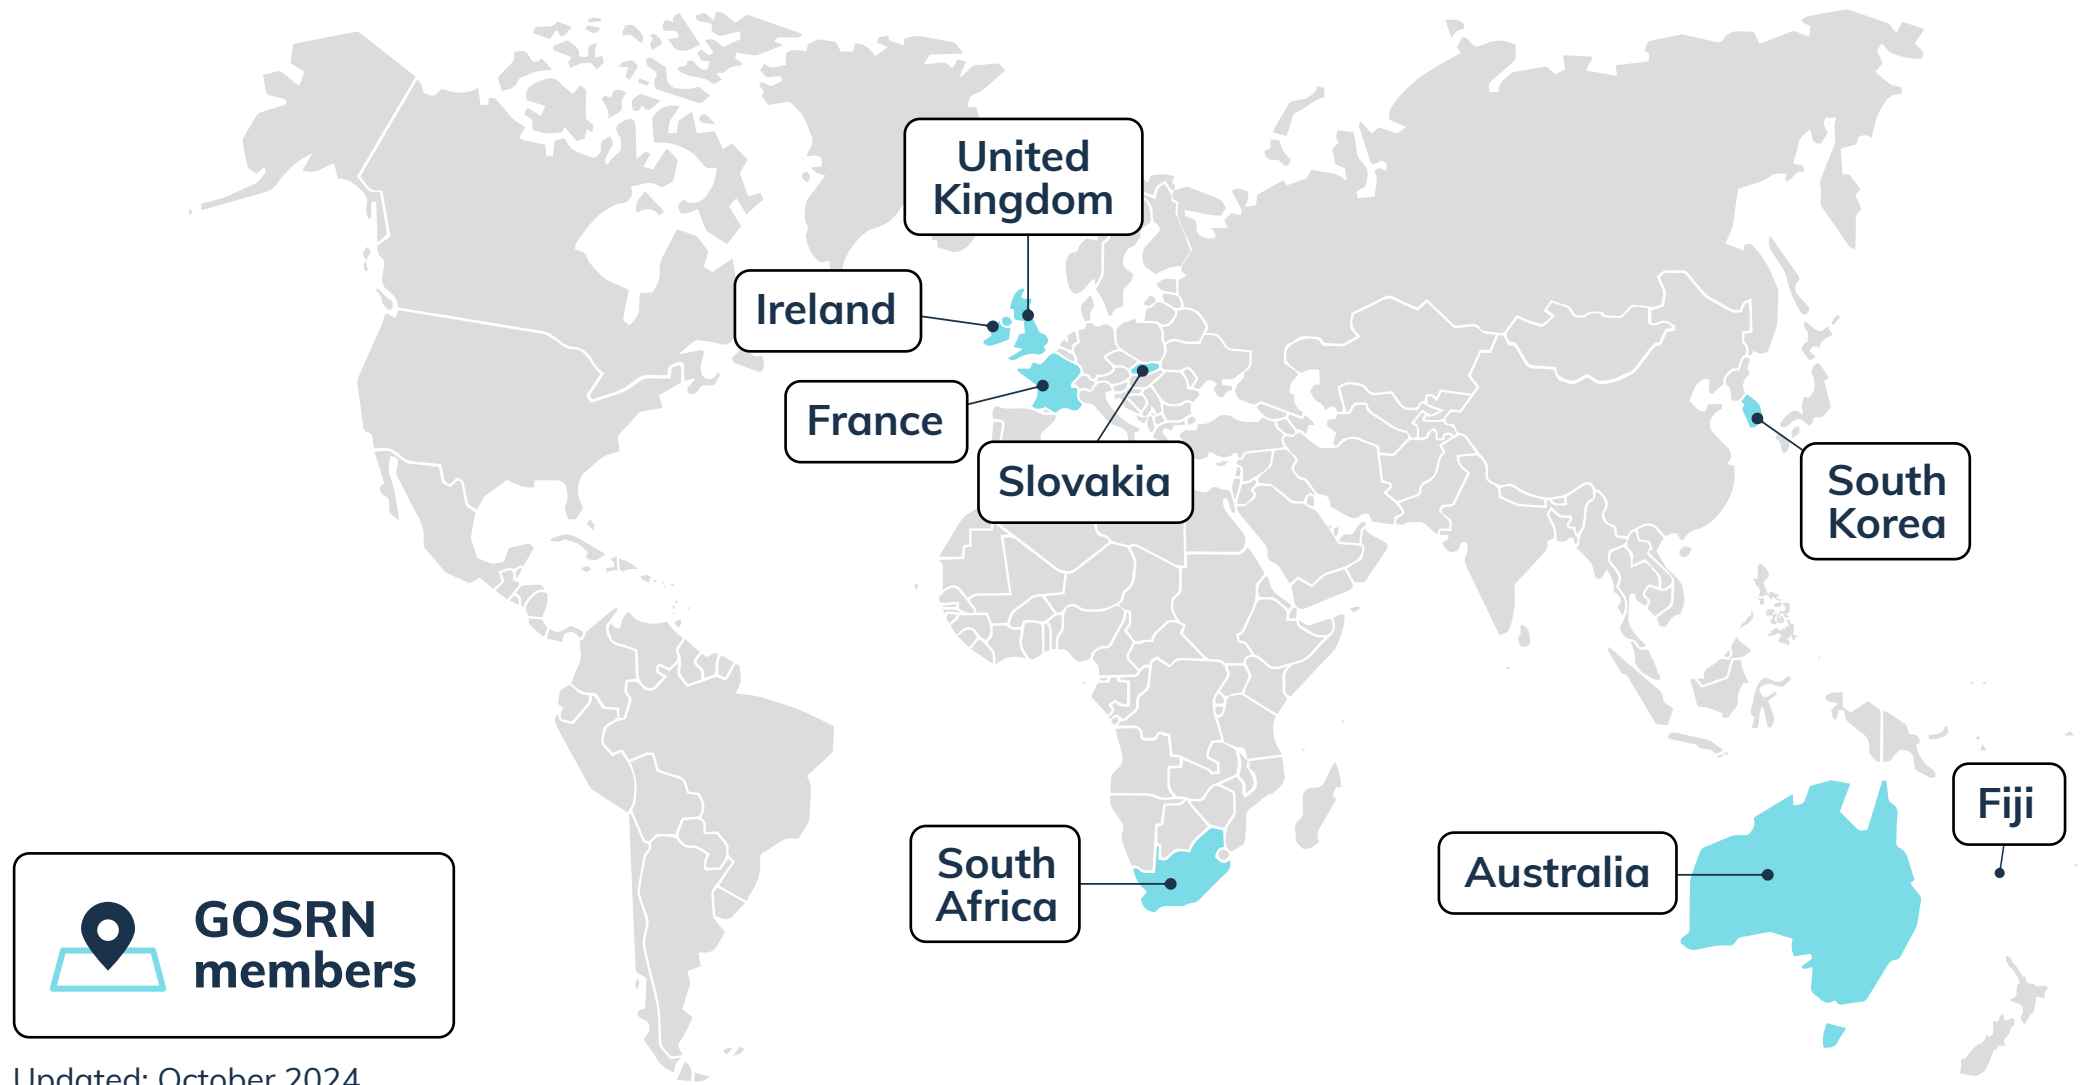 United
Kingdom
Ireland
France
Slovakia
South
Korea
South
Africa
Australia
Fiji
GOSRN
members
Updated: October 2024